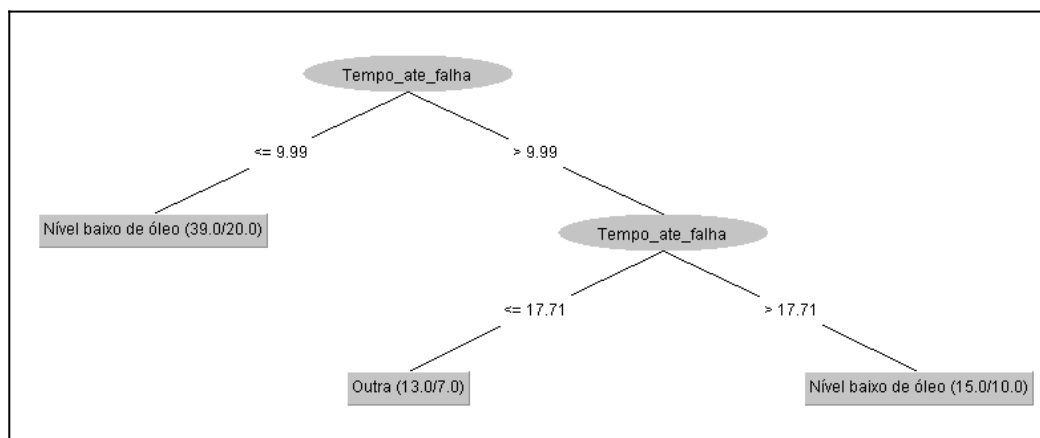 Tempo_ate_falha
<= 9.99
> 9.99
Nível baixo de óleo (39.0/20.0)
Tempo_ate_falha
<= 17.71
> 17.71
Outra (13.0/7.0)
Nível baixo de óleo (15.0/10.0)